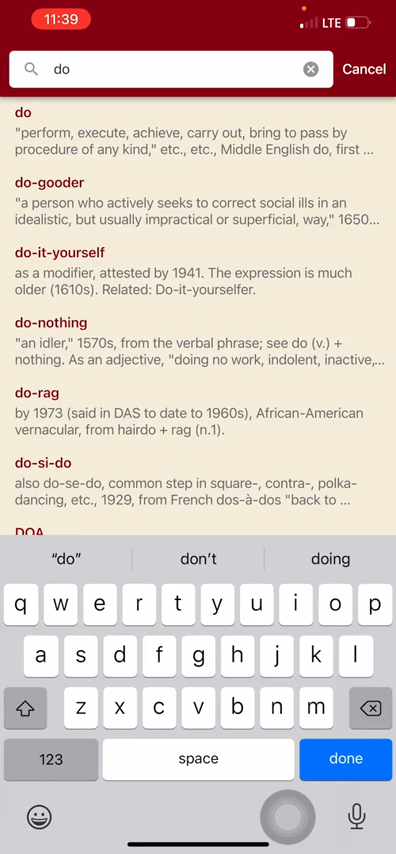 11:39
LTE
do
Cancel
do
"perform, execute, achieve, carry out, bring to pass by
procedure of any kind," etc., etc., Middle English do, first ...
do-gooder
"a person who actively seeks to correct social ills in an
idealistic, but usually impractical or superficial, way," 1650...
do-it-yourself
as a modifier, attested by 1941. The expression is much
older (1610s). Related: Do-it-yourselfer.
do-nothing
"an idler," 1570s, from the verbal phrase; see do (v.) +
nothing. As an adjective, "doing no work, indolent, inactive,...
do-rag
by 1973 (said in DAS to date to 1960s), African-American
vernacular, from hairdo + rag (n.1).
do-si-do
also do-se-do, common step in square-, contra-, polka-
dancing, etc., 1929, from French dos-à-dos "back to ...
DOA
“do” don’t doing
q w e r t y u i o p
a s d f g h j k l
z x c v b n m
123 space done